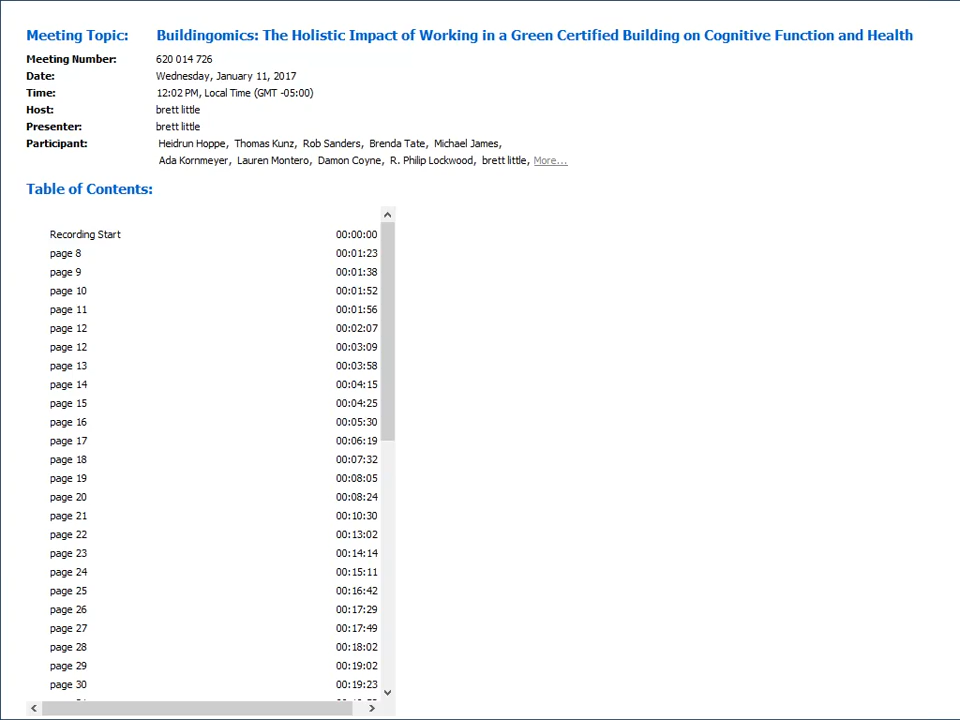 Meeting Topic: Buildingomics: The Holistic Impact of Working in a Green Certified Building on Cognitive Function and Health
Meeting Number: 620 014 726
Date: Wednesday, January 11, 2017
Time: 12:02 PM, Local Time (GMT -05:00)
Host: brett little
Presenter: brett little
Participant: Heidrun Hoppe, Thomas Kunz, Rob Sanders, Brenda Tate, Michael James,
Ada Kornmeyer, Lauren Montero, Damon Coyne, R. Philip Lockwood, brett little, More...
Table of Contents:
Recording Start 00:00:00
page 8 00:01:23
page 9 00:01:38
page 10 00:01:52
page 11 00:01:56
page 12 00:02:07
page 12 00:03:09
page 13 00:03:58
page 14 00:04:15
page 15 00:04:25
page 16 00:05:30
page 17 00:06:19
page 18 00:07:32
page 19 00:08:05
page 20 00:08:24
page 21 00:10:30
page 22 00:13:02
page 23 00:14:14
page 24 00:15:11
page 25 00:16:42
page 26 00:17:29
page 27 00:17:49
page 28 00:18:02
page 29 00:19:02
page 30 00:19:23